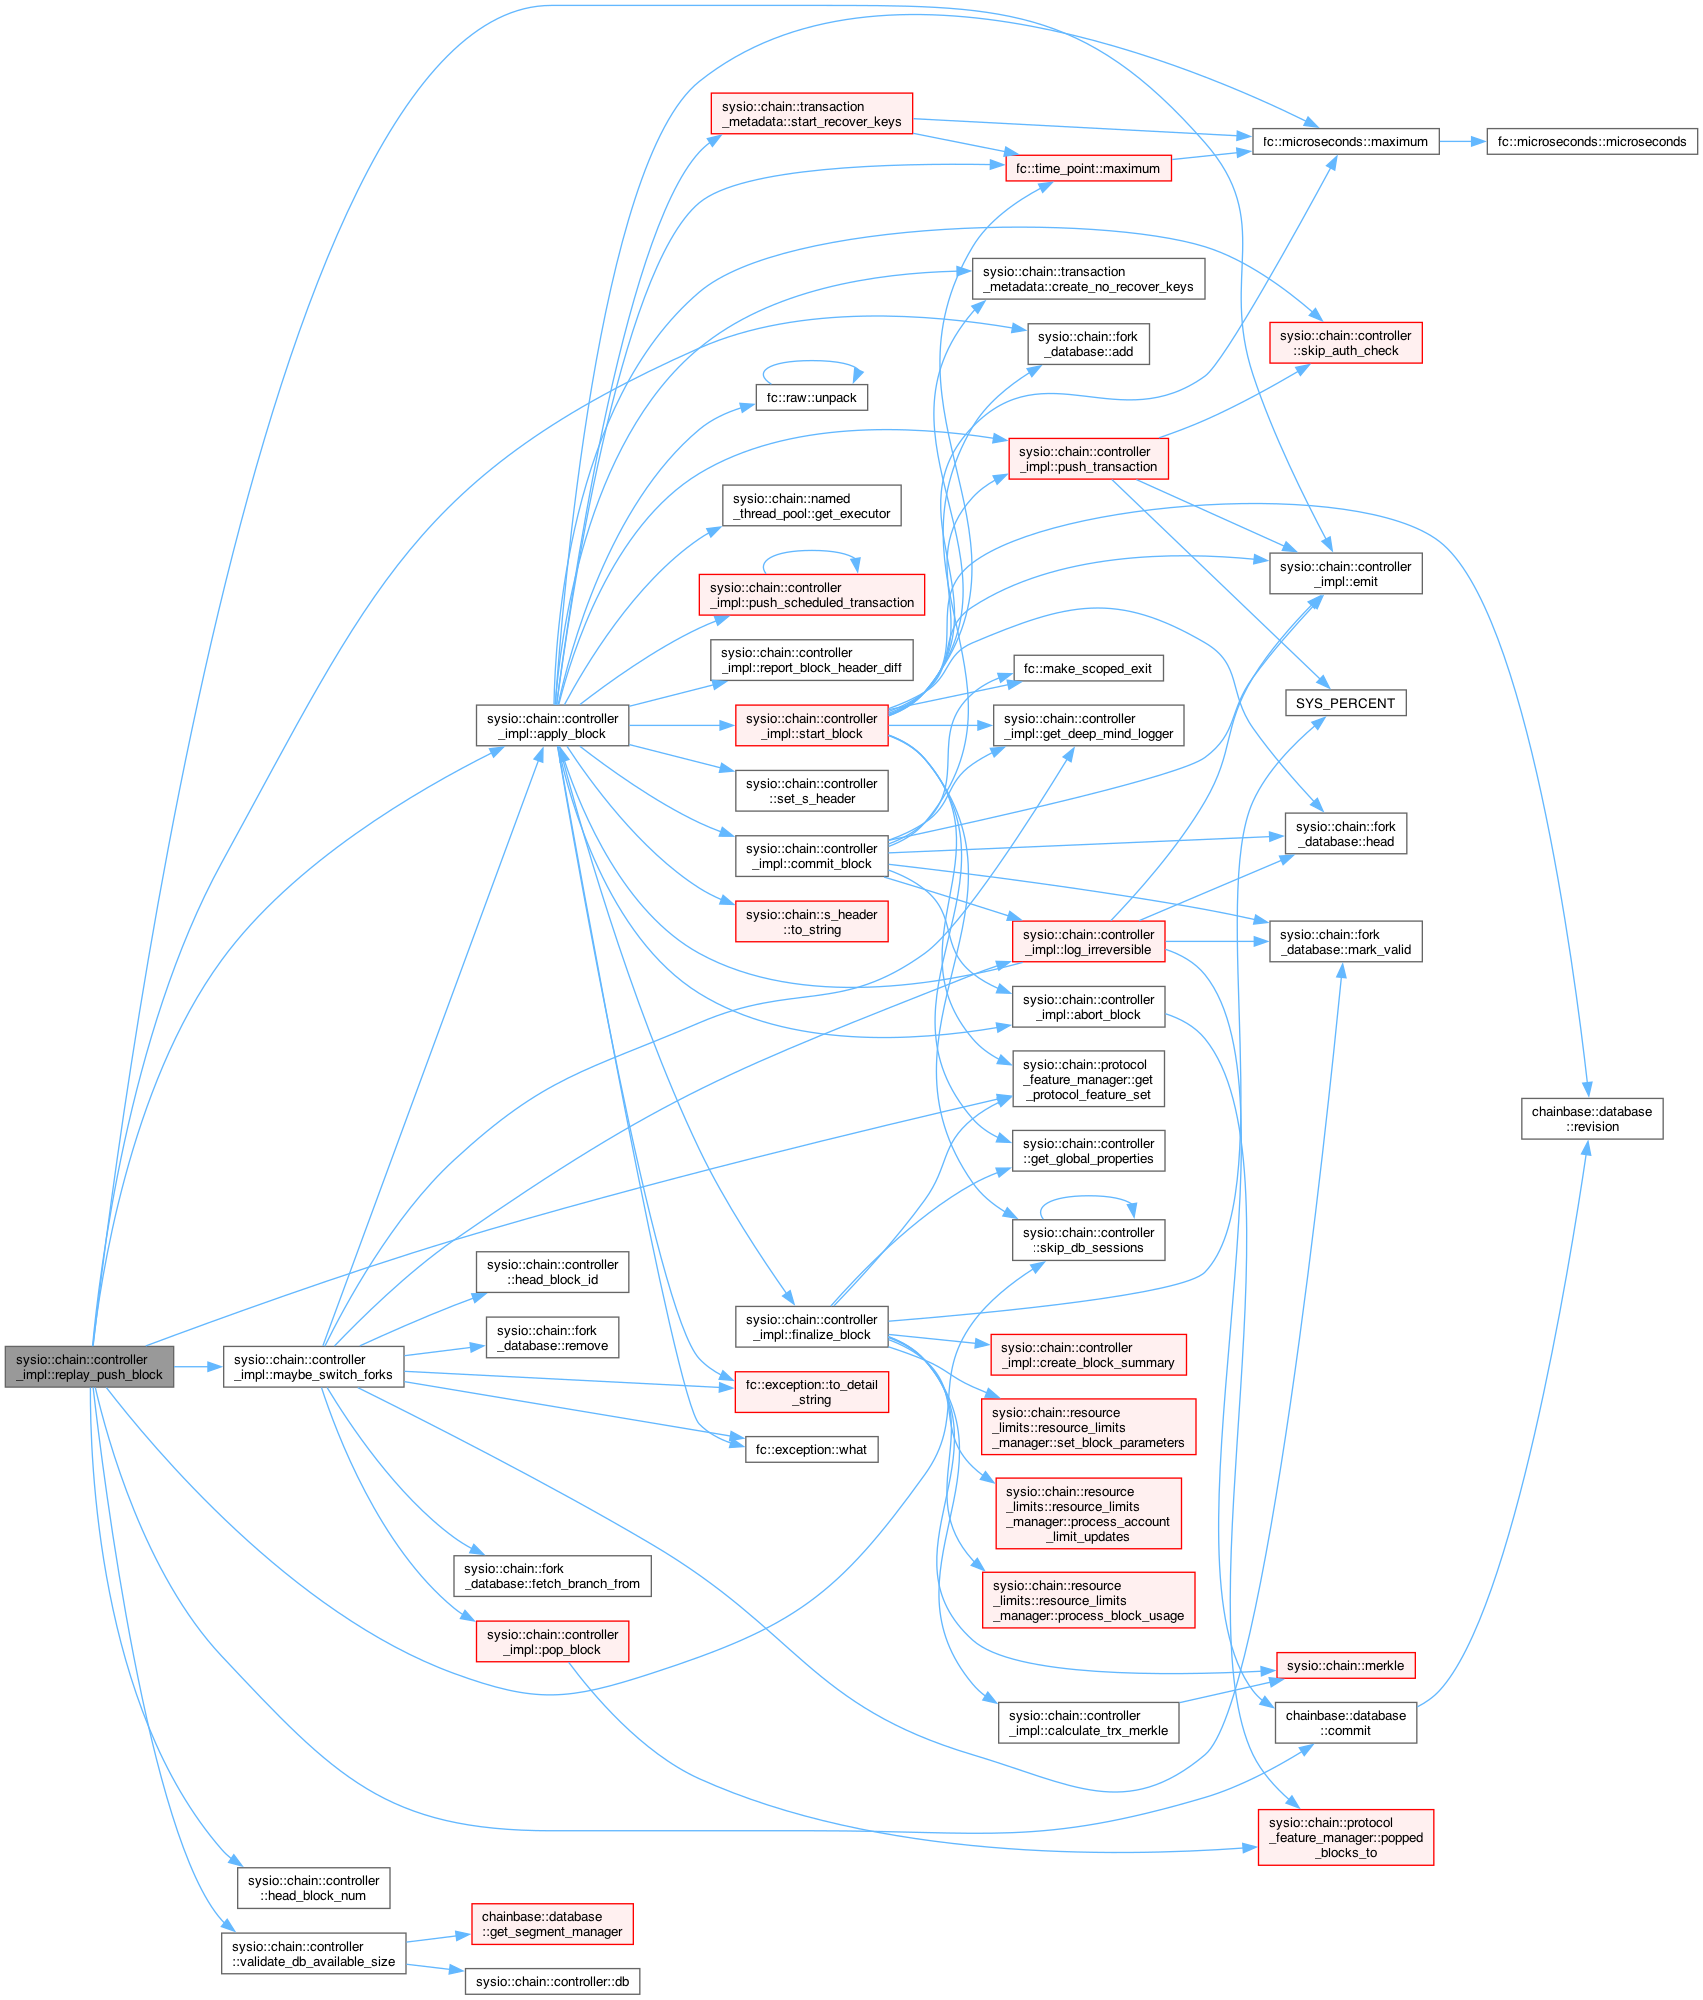 sysio::chain::transaction
_metadata::start_recover_keys
fc::microseconds::maximum
fc::microseconds::microseconds
fc::time_point::maximum
sysio::chain::transaction
_metadata::create_no_recover_keys
sysio::chain::fork
_database::add
sysio::chain::controller
::skip_auth_check
fc::raw::unpack
sysio::chain::controller
_impl::push_transaction
sysio::chain::named
_thread_pool::get_executor
sysio::chain::controller
_impl::emit
sysio::chain::controller
_impl::push_scheduled_transaction
sysio::chain::controller
_impl::report_block_header_diff
fc::make_scoped_exit
SYS_PERCENT
sysio::chain::controller
_impl::apply_block
sysio::chain::controller
_impl::start_block
sysio::chain::controller
_impl::get_deep_mind_logger
sysio::chain::controller
::set_s_header
sysio::chain::fork
_database::head
sysio::chain::controller
_impl::commit_block
sysio::chain::s_header
::to_string
sysio::chain::controller
_impl::log_irreversible
sysio::chain::fork
_database::mark_valid
sysio::chain::controller
_impl::abort_block
sysio::chain::protocol
_feature_manager::get
_protocol_feature_set
chainbase::database
::revision
sysio::chain::controller
::get_global_properties
sysio::chain::controller
::skip_db_sessions
sysio::chain::controller
::head_block_id
sysio::chain::controller
_impl::finalize_block
sysio::chain::fork
_database::remove
sysio::chain::controller
_impl::create_block_summary
sysio::chain::controller
_impl::replay_push_block
sysio::chain::controller
_impl::maybe_switch_forks
fc::exception::to_detail
_string
sysio::chain::resource
_limits::resource_limits
_manager::set_block_parameters
fc::exception::what
sysio::chain::resource
_limits::resource_limits
_manager::process_account
_limit_updates
sysio::chain::fork
_database::fetch_branch_from
sysio::chain::resource
_limits::resource_limits
_manager::process_block_usage
sysio::chain::controller
_impl::pop_block
sysio::chain::merkle
sysio::chain::controller
_impl::calculate_trx_merkle
chainbase::database
::commit
sysio::chain::protocol
_feature_manager::popped
_blocks_to
sysio::chain::controller
::head_block_num
chainbase::database
::get_segment_manager
sysio::chain::controller
::validate_db_available_size
sysio::chain::controller::db